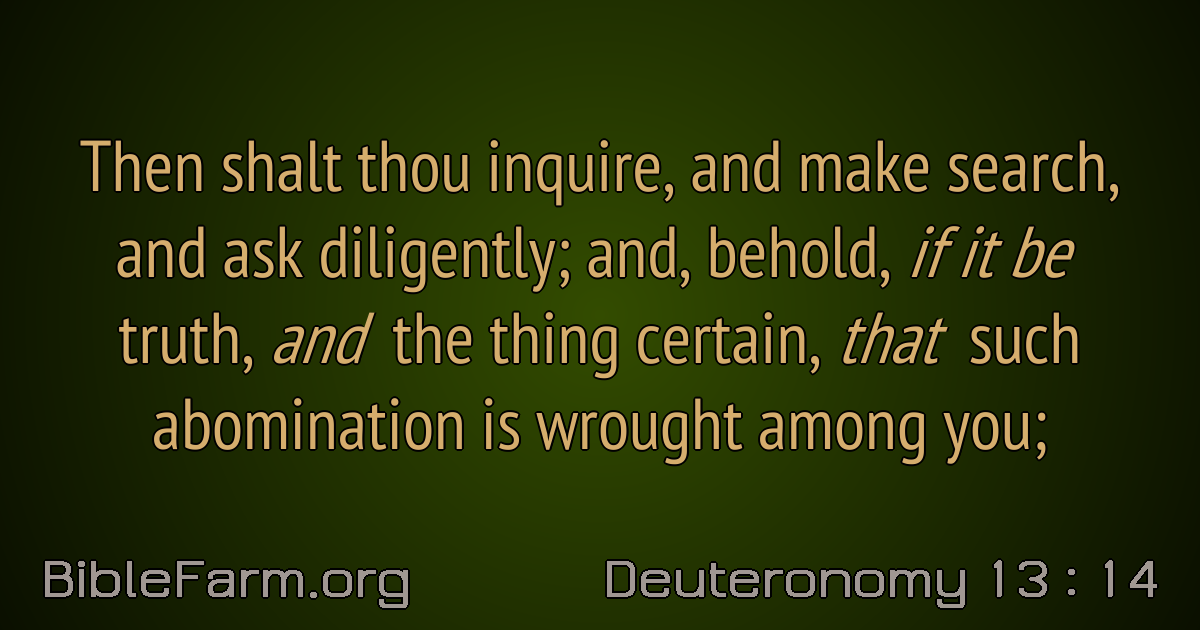 Then shalt thou inquire, and make search,
and ask diligently; and, behold, if it be
truth, and the thing certain, that such
abomination is wrought among you;
BibleFarm.org
Deuteronomy 13 : 14